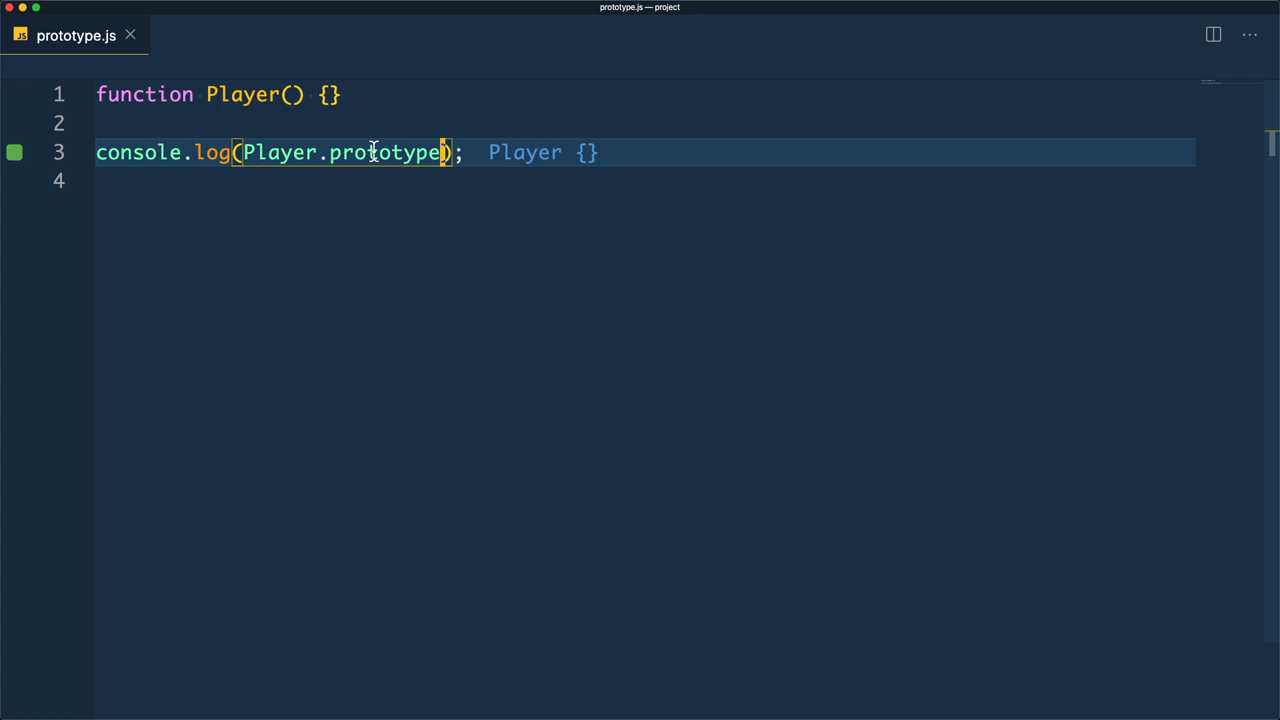 prototype.js — project
JS prototype.js
1 function Player() {}
2
3 console.log(Player.prototype); Player {}
4